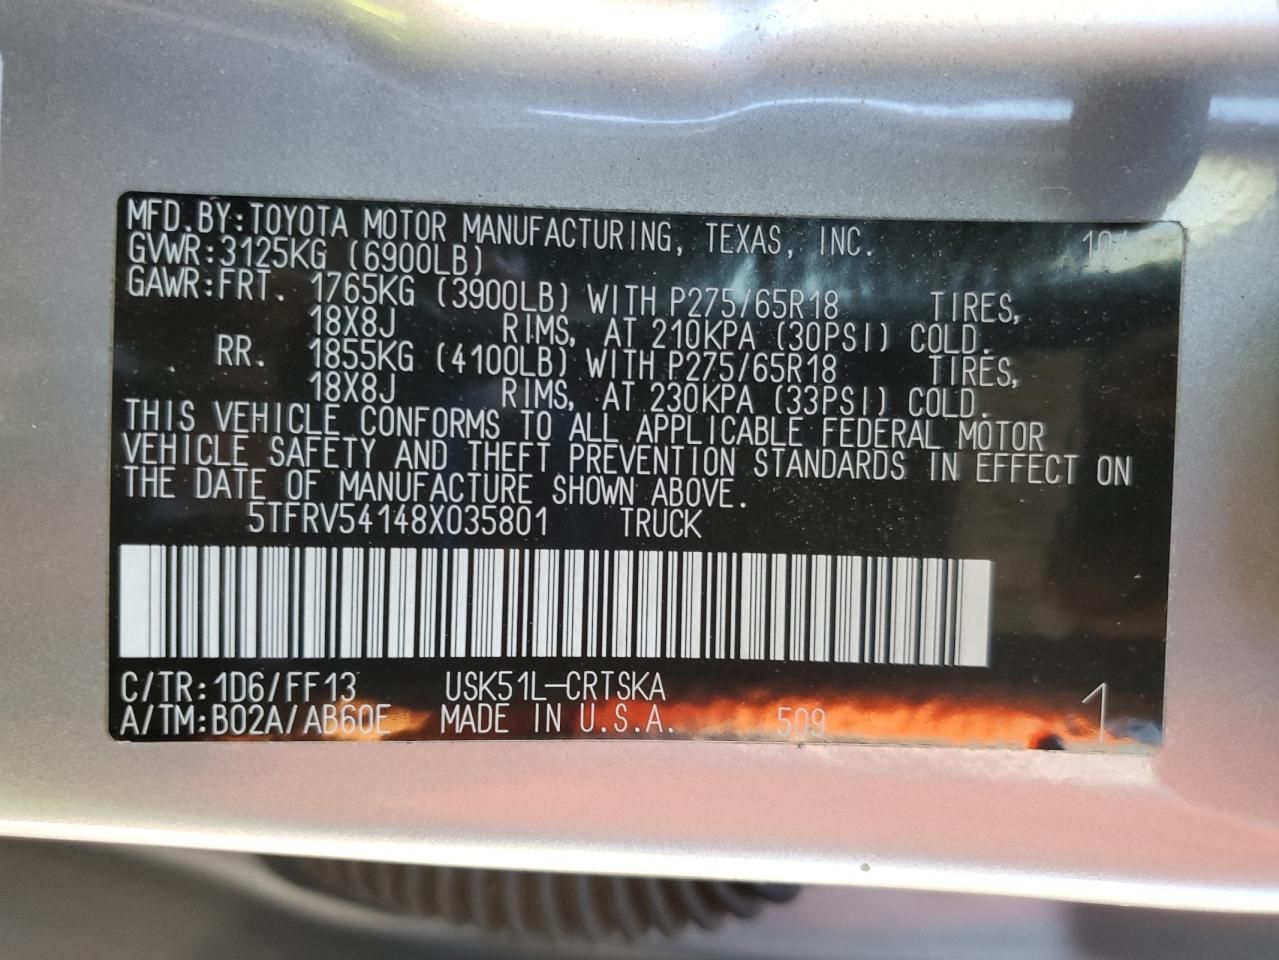 MFD.BY:TOYOTA MOTOR MANUFACTURING, TEXAS, INC.
GVWR:3125KG (6900LB)
GAWR:FRT. 1765KG (3900LB) WITH P275/65R18 TIRES,
18X8J RIMS, AT 210KPA (30PSI) COLD.
RR. 1855KG (4100LB) WITH P275/65R18 TIRES,
18X8J RIMS, AT 230KPA (33PSI) COLD.
THIS VEHICLE CONFORMS TO ALL APPLICABLE FEDERAL MOTOR
VEHICLE SAFETY AND THEFT PREVENTION STANDARDS IN EFFECT ON
THE DATE OF MANUFACTURE SHOWN ABOVE.
5TFRV54148X035801 TRUCK
C/TR:1D6/FF13 USK51L-CRTSKA
A/TM:B02A/AB60E MADE IN U.S.A. 509 1